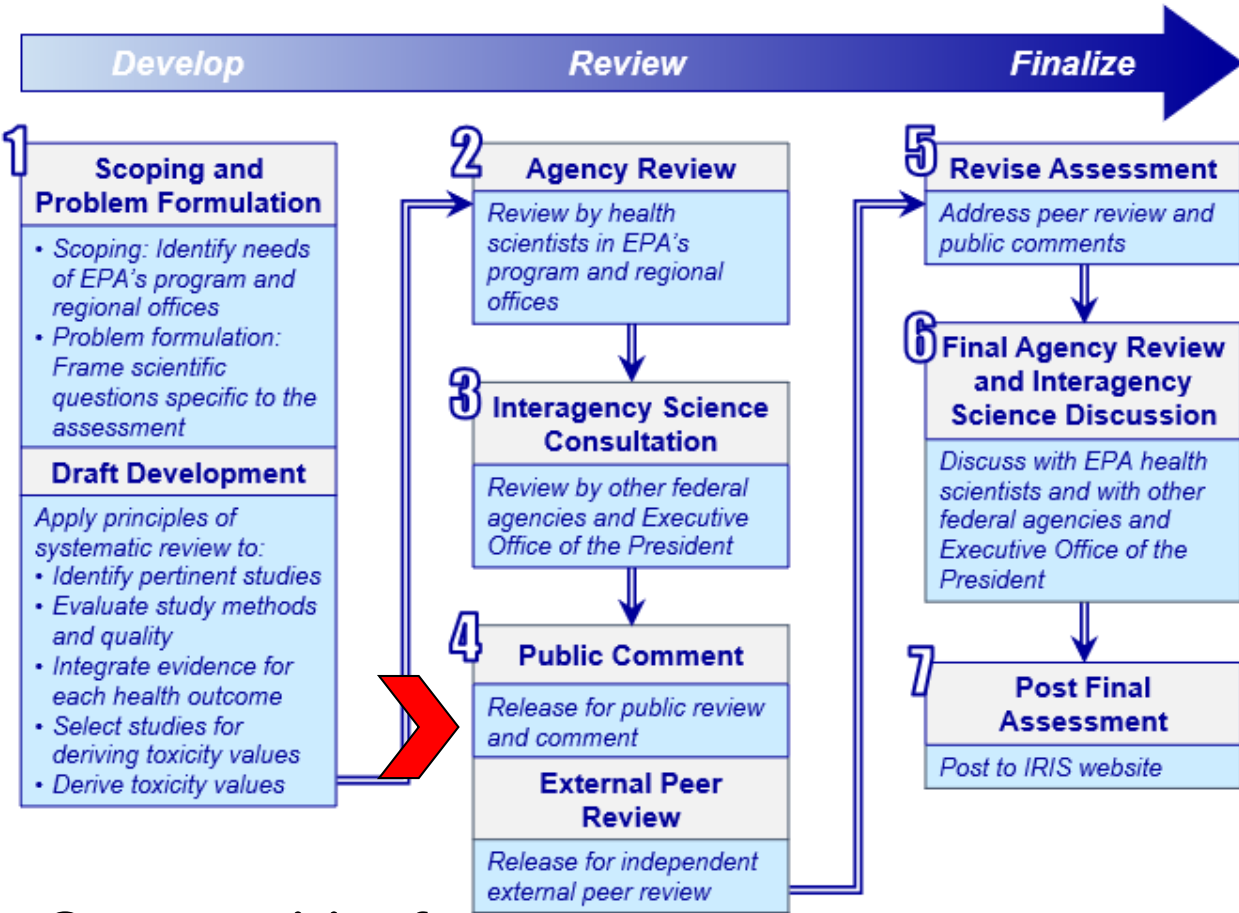 Develop
Review
Finalize
1
Scoping and
Problem Formulation
• Scoping: Identify needs
of EPA's program and
regional offices
• Problem formulation:
Frame scientific
questions specific to the
assessment
Draft Development
Apply principles of
systematic review to:
• Identify pertinent studies
• Evaluate study methods
and quality
• Integrate evidence for
each health outcome
• Select studies for
deriving toxicity values
• Derive toxicity values
2
Agency Review
Review by health
scientists in EPA's
program and regional
offices
3
Interagency Science
Consultation
Review by other federal
agencies and Executive
Office of the President
4
Public Comment
Release for public review
and comment
External Peer
Review
Release for independent
external peer review
5
Revise Assessment
Address peer review and
public comments
6
Final Agency Review
and Interagency
Science Discussion
Discuss with EPA health
scientists and with other
federal agencies and
Executive Office of the
President
7
Post Final
Assessment
Post to IRIS website